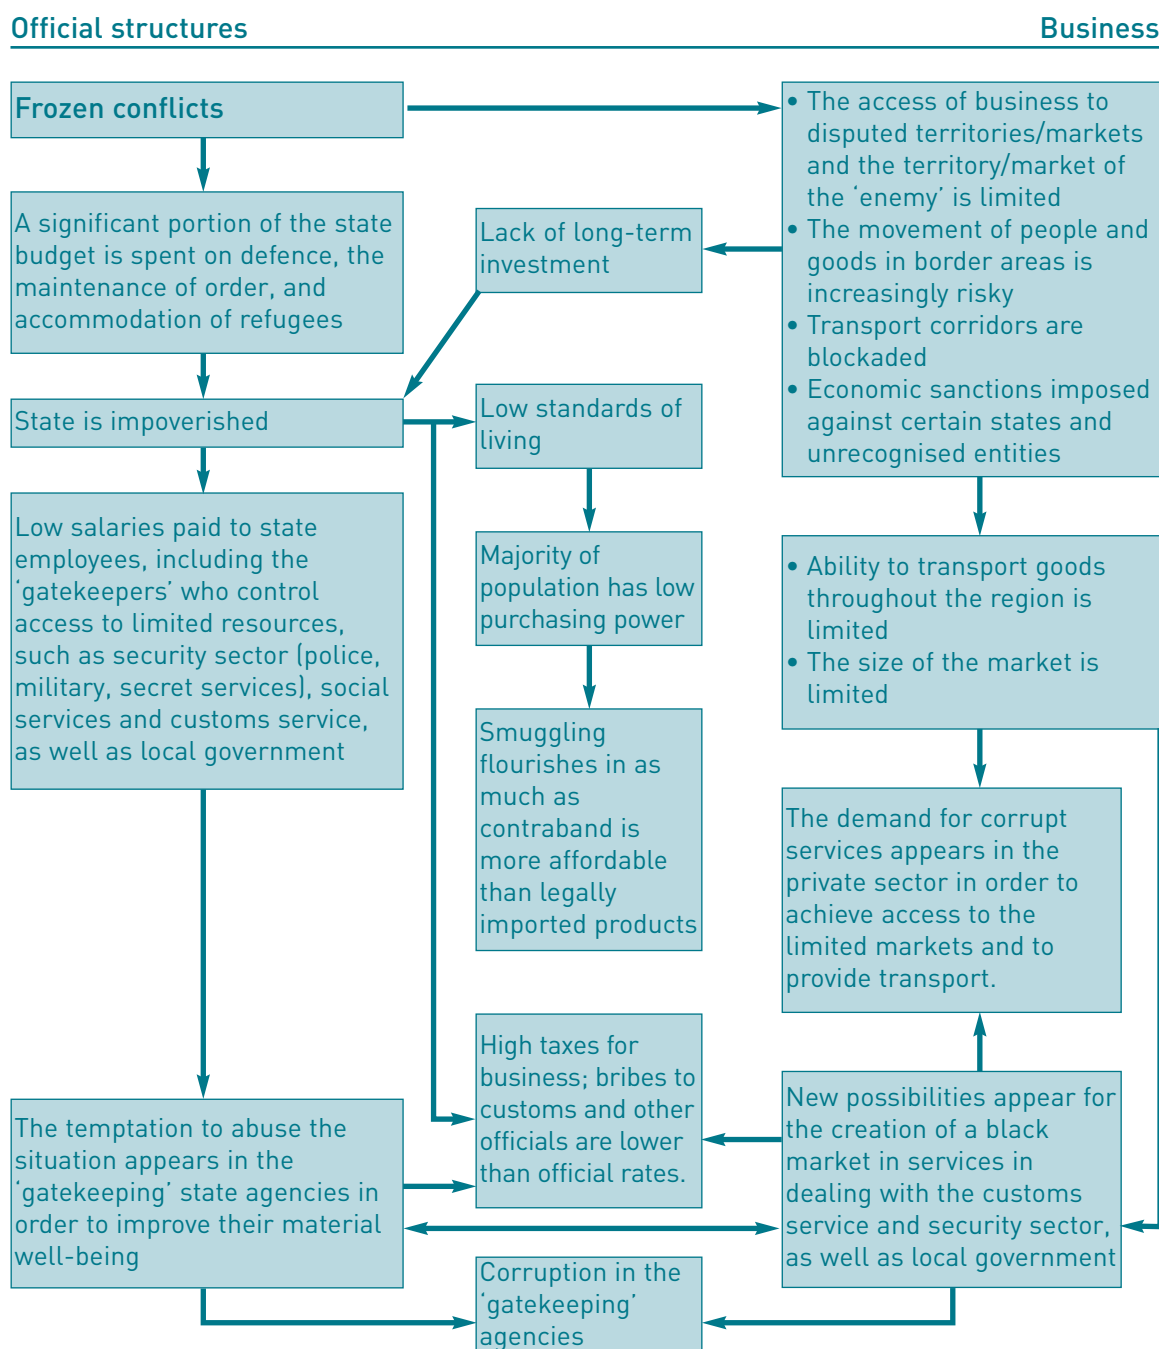 Official structures
Business
Frozen conflicts
A significant portion of the state
budget is spent on defence, the
maintenance of order, and
accommodation of refugees
State is impoverished
Low salaries paid to state
employees, including the
‘gatekeepers’ who control
access to limited resources,
such as security sector (police,
military, secret services), social
services and customs service,
as well as local government
The temptation to abuse the
situation appears in the
‘gatekeeping’ state agencies in
order to improve their material
well-being
Lack of long-term
investment
Low standards of
living
Majority of
population has low
purchasing power
Smuggling
flourishes in as
much as
contraband is
more affordable
than legally
imported products
High taxes for
business; bribes to
customs and other
officials are lower
than official rates.
Corruption in the
‘gatekeeping’
agencies
• The access of business to
disputed territories/markets
and the territory/market of
the ‘enemy’ is limited
• The movement of people and
goods in border areas is
increasingly risky
• Transport corridors are
blockaded
• Economic sanctions imposed
against certain states and
unrecognised entities
• Ability to transport goods
throughout the region is
limited
• The size of the market is
limited
The demand for corrupt
services appears in the
private sector in order to
achieve access to the
limited markets and to
provide transport.
New possibilities appear for
the creation of a black
market in services in
dealing with the customs
service and security sector,
as well as local government